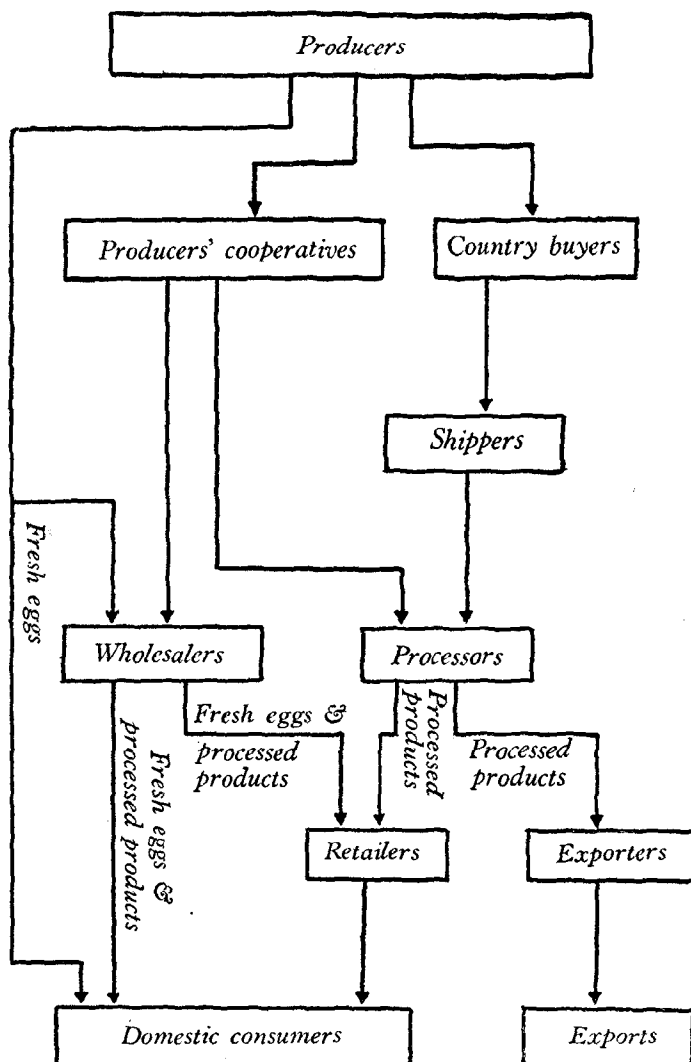 Producers
Producers' cooperatives
Country buyers
Shippers
Fresh eggs
Wholesalers
Processors
Fresh eggs &
processed
products
Processed
products
Processed
products
Fresh eggs &
processed products
Retailers
Exporters
Domestic consumers
Exports